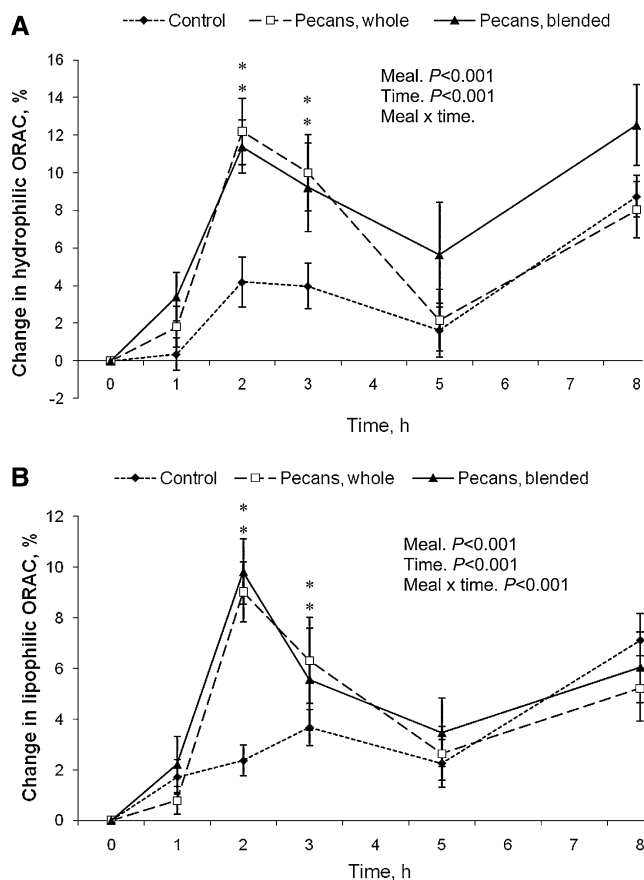 A
Control Pecans, whole Pecans, blended
16
14
12
10
8
6
4
2
0
-2
Change in hydrophilic ORAC, %
* *
* *
Meal. P<0.001
Time. P<0.001
Meal x time.
0 1 2 3 4 5 6 7 8
Time, h
B
Control Pecans, whole Pecans, blended
12
10
8
6
4
2
0
Change in lipophilic ORAC, %
* *
* *
Meal. P<0.001
Time. P<0.001
Meal x time. P<0.001
0 1 2 3 4 5 6 7 8
Time, h